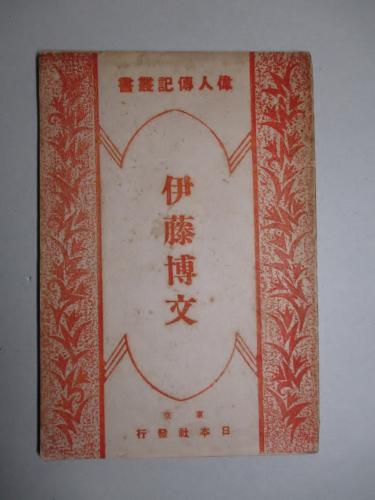 偉人傳記叢書
伊藤博文
東京
日本社發行